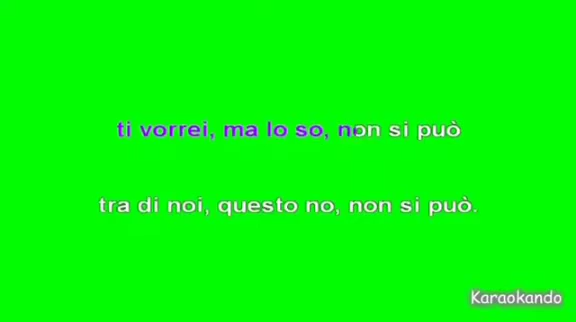 ti vorrei, ma lo so, non si può
tra di noi, questo no, non si può.
Karaokando